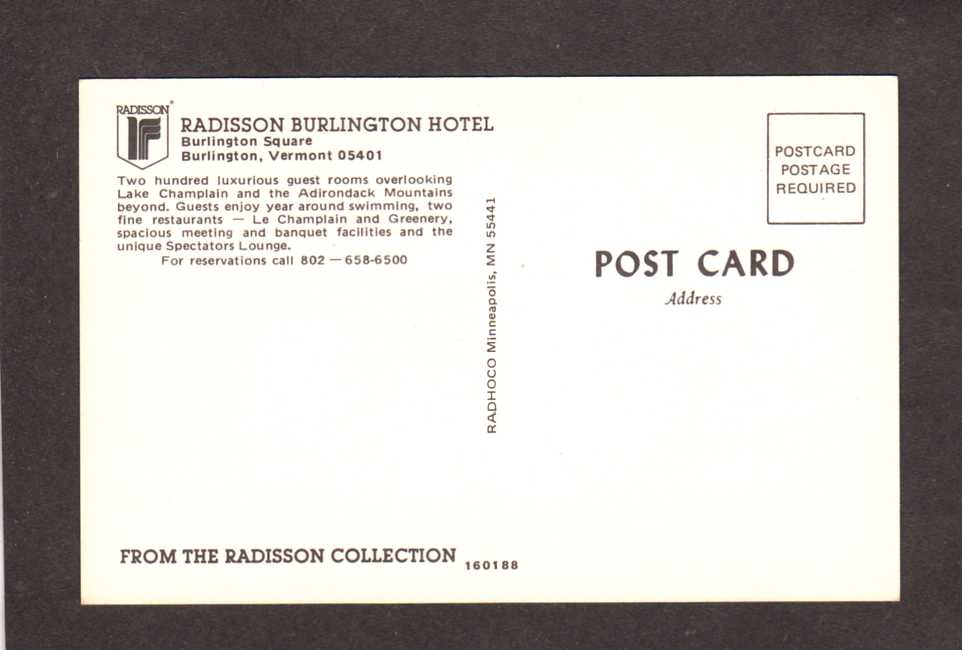 RADISSON®
RADISSON BURLINGTON HOTEL
Burlington Square
Burlington, Vermont 05401
Two hundred luxurious guest rooms overlooking
Lake Champlain and the Adirondack Mountains
beyond. Guests enjoy year around swimming, two
fine restaurants — Le Champlain and Greenery,
spacious meeting and banquet facilities and the
unique Spectators Lounge.
For reservations call 802 — 658-6500
FROM THE RADISSON COLLECTION
160188
RADHOCO Minneapolis, MN 55441
POSTCARD
POSTAGE
REQUIRED
POST CARD
Address